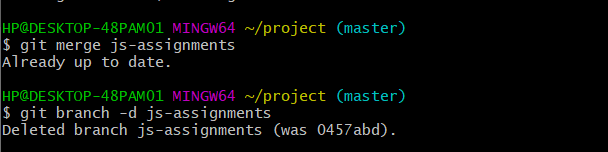 HP@DESKTOP-48PAM01 MINGW64 ~/project (master)
$ git merge js-assignments
Already up to date.
HP@DESKTOP-48PAM01 MINGW64 ~/project (master)
$ git branch -d js-assignments
Deleted branch js-assignments (was 0457abd).